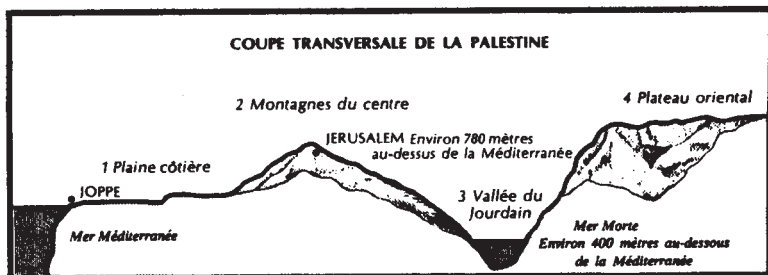 COUPE TRANSVERSALE DE LA PALESTINE
2 Montagnes du centre
4 Plateau oriental
JERUSALEM Environ 780 mètres
au-dessus de la Méditerranée
1 Plaine côtière
JOPPE
3 Vallée du
Jourdain
Mer Méditerranée
Mer Morte
Environ 400 mètres au-dessous
de la Méditerranée